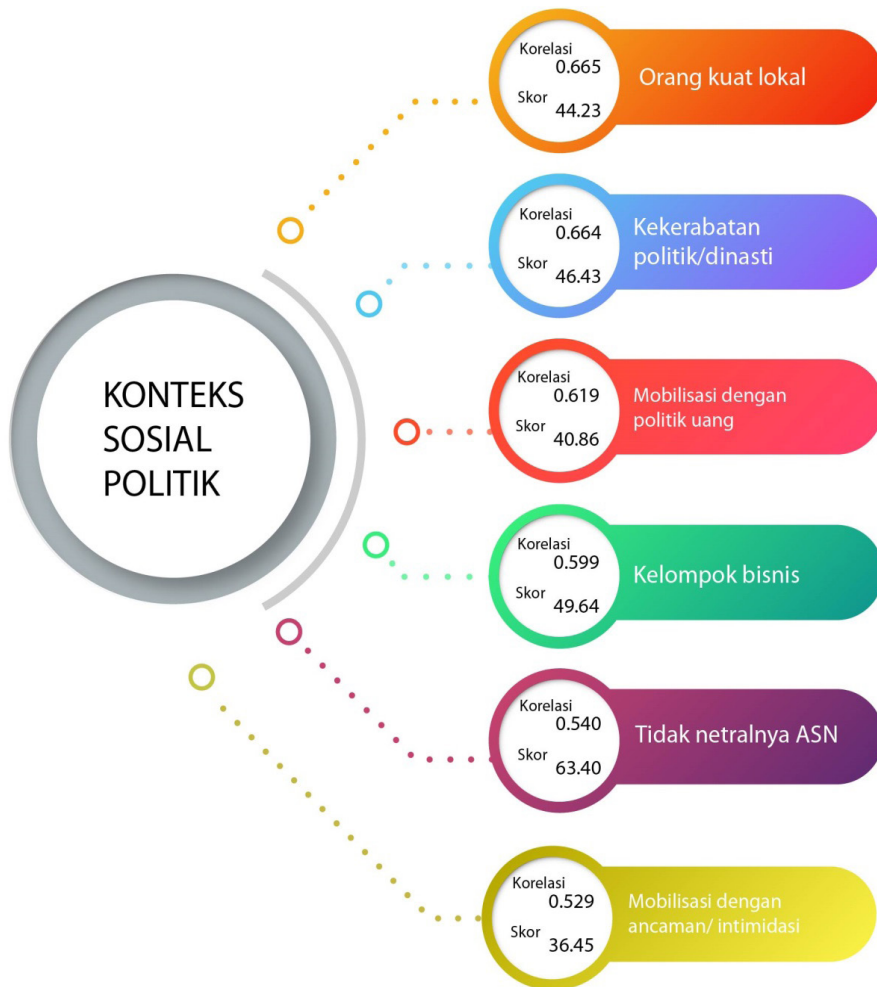 KONTEKS
SOSIAL
POLITIK
Korelasi
0.665
Skor
44.23
Orang kuat lokal
Korelasi
0.664
Skor
46.43
Kekerabatan
politik/dinasti
Korelasi
0.619
Skor
40.86
Mobilisasi dengan
politik uang
Korelasi
0.599
Skor
49.64
Kelompok bisnis
Korelasi
0.540
Skor
63.40
Tidak netralnya ASN
Korelasi
0.529
Skor
36.45
Mobilisasi dengan
ancaman/ intimidasi